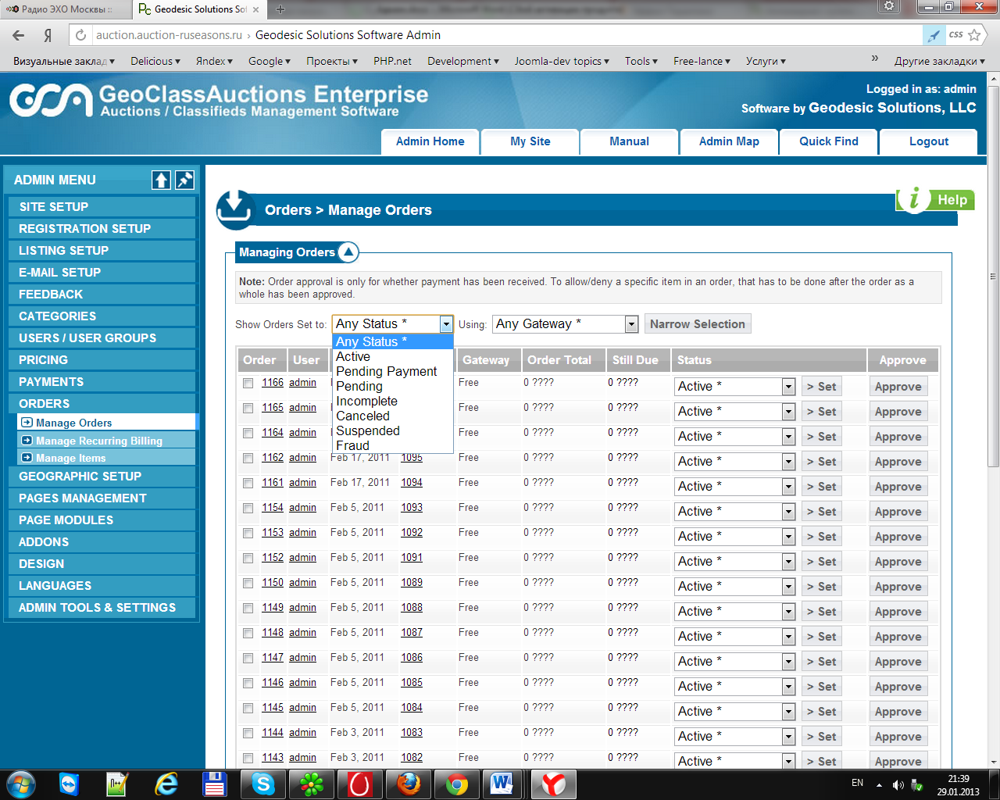 Радио ЭХО Москвы ::
Geodesic Solutions Sof
auction.auction-ruseasons.ru › Geodesic Solutions Software Admin
css
Визуальные заклад
Delicious
Яndex
Google
Проекты
PHP.net
Development
Joomla-dev topics
Tools
Free-lance
Услуги
»
Другие закладки
GeoClassAuctions Enterprise
Auctions / Classifieds Management Software
Logged in as: admin
Software by Geodesic Solutions, LLC
Admin Home
My Site
Manual
Admin Map
Quick Find
Logout
ADMIN MENU
SITE SETUP
REGISTRATION SETUP
LISTING SETUP
E-MAIL SETUP
FEEDBACK
CATEGORIES
USERS / USER GROUPS
PRICING
PAYMENTS
ORDERS
Manage Orders
Manage Recurring Billing
Manage Items
GEOGRAPHIC SETUP
PAGES MANAGEMENT
PAGE MODULES
ADDONS
DESIGN
LANGUAGES
ADMIN TOOLS & SETTINGS
Orders > Manage Orders
i Help
Managing Orders
Note: Order approval is only for whether payment has been received. To allow/deny a specific item in an order, that has to be done after the order as a
whole has been approved.
Show Orders Set to: Any Status * Using: Any Gateway * Narrow Selection
Any Status *
Active
Pending Payment
Pending
Incomplete
Canceled
Suspended
Fraud
Order User Gateway Order Total Still Due Status Approve
1166 admin Free 0 ???? 0 ???? Active * > Set Approve
1165 admin Free 0 ???? 0 ???? Active * > Set Approve
1164 admin Free 0 ???? 0 ???? Active * > Set Approve
1162 admin Feb 17, 2011 1095 Free 0 ???? 0 ???? Active * > Set Approve
1161 admin Feb 17, 2011 1094 Free 0 ???? 0 ???? Active * > Set Approve
1154 admin Feb 5, 2011 1093 Free 0 ???? 0 ???? Active * > Set Approve
1153 admin Feb 5, 2011 1092 Free 0 ???? 0 ???? Active * > Set Approve
1152 admin Feb 5, 2011 1091 Free 0 ???? 0 ???? Active * > Set Approve
1150 admin Feb 5, 2011 1089 Free 0 ???? 0 ???? Active * > Set Approve
1149 admin Feb 5, 2011 1088 Free 0 ???? 0 ???? Active * > Set Approve
1148 admin Feb 5, 2011 1087 Free 0 ???? 0 ???? Active * > Set Approve
1147 admin Feb 5, 2011 1086 Free 0 ???? 0 ???? Active * > Set Approve
1146 admin Feb 5, 2011 1085 Free 0 ???? 0 ???? Active * > Set Approve
1145 admin Feb 5, 2011 1084 Free 0 ???? 0 ???? Active * > Set Approve
1144 admin Feb 3, 2011 1083 Free 0 ???? 0 ???? Active * > Set Approve
1143 admin Feb 3, 2011 1082 Free 0 ???? 0 ???? Active * > Set Approve
EN
21:39
29.01.2013